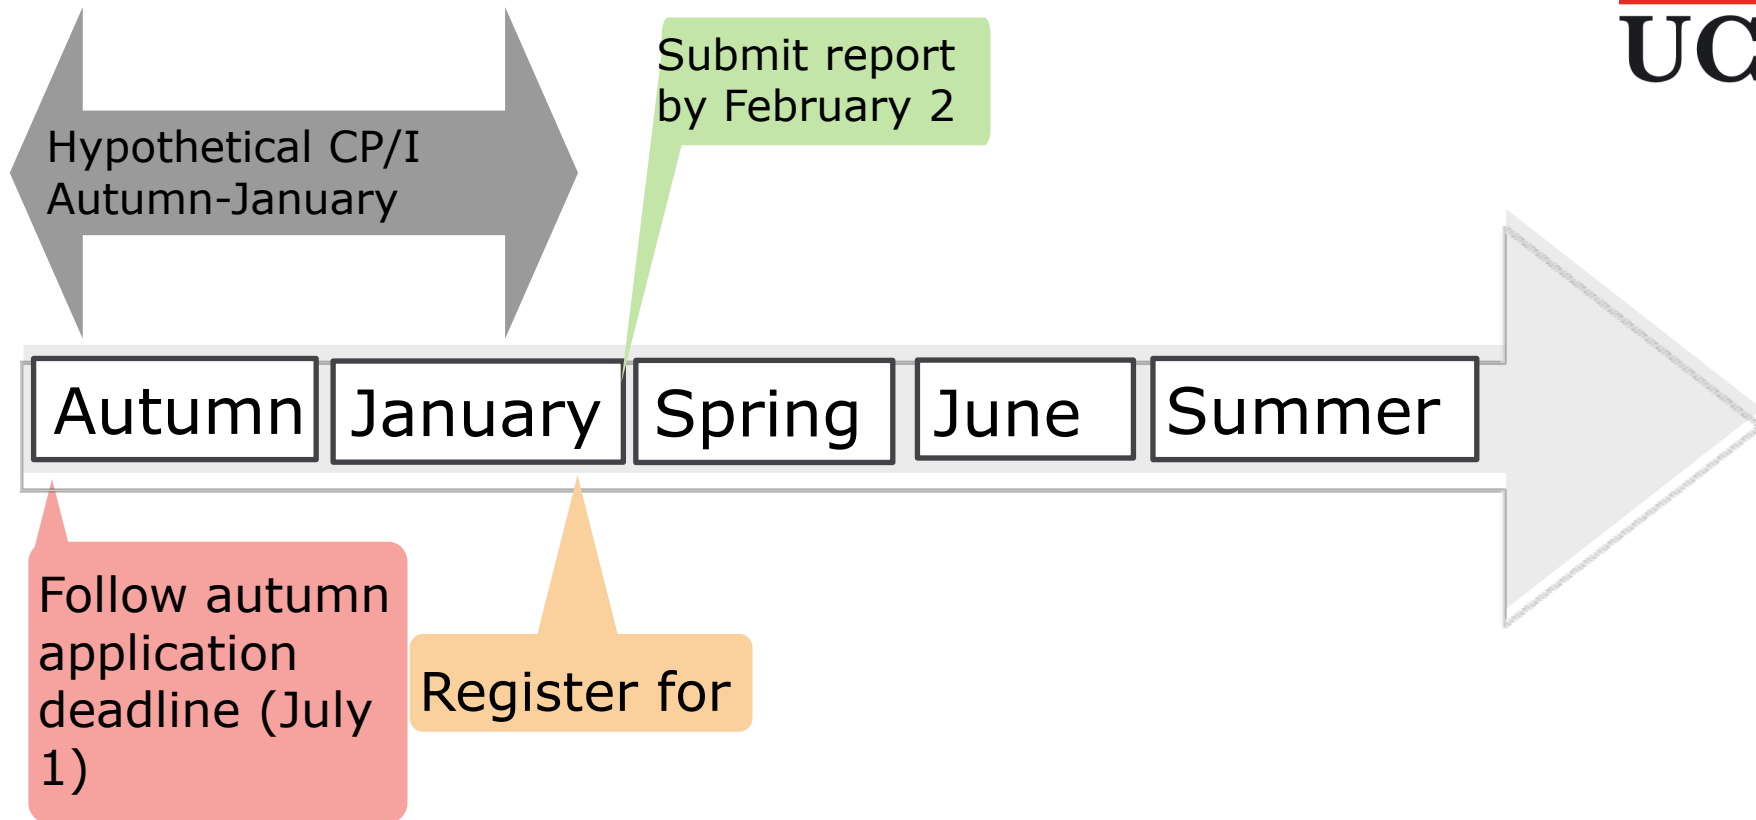 UC
Submit report
by February 2
Hypothetical CP/I
Autumn-January
Autumn
January
Spring
June
Summer
Follow autumn
application
deadline (July
1)
Register for